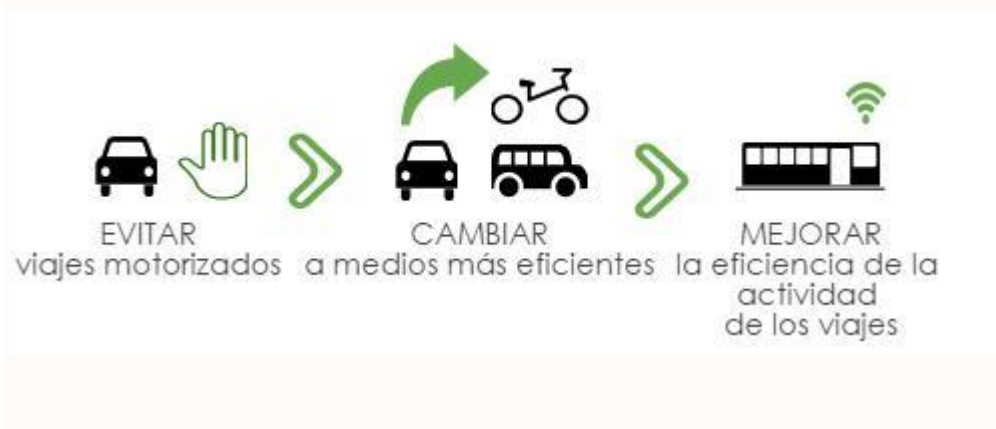 EVITAR
viajes motorizados
CAMBIAR
a medios más eficientes
MEJORAR
la eficiencia de la
actividad
de los viajes